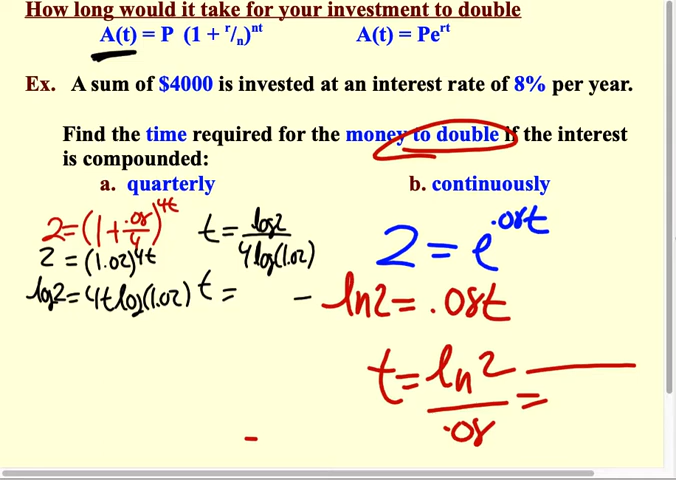 How long would it take for your investment to double
A(t) = P (1 + r/n)^nt A(t) = Pe^rt
Ex. A sum of $4000 is invested at an interest rate of 8% per year.
Find the time required for the money to double if the interest
is compounded:
a. quarterly b. continuously
2=(1+.08/4)^4t
2 = (1.02)^4t
log2=4tlog(1.02)
t = log2/4log(1.02)
t =
2 = e^.08t
ln2 = .08t
t = ln2/.08 =